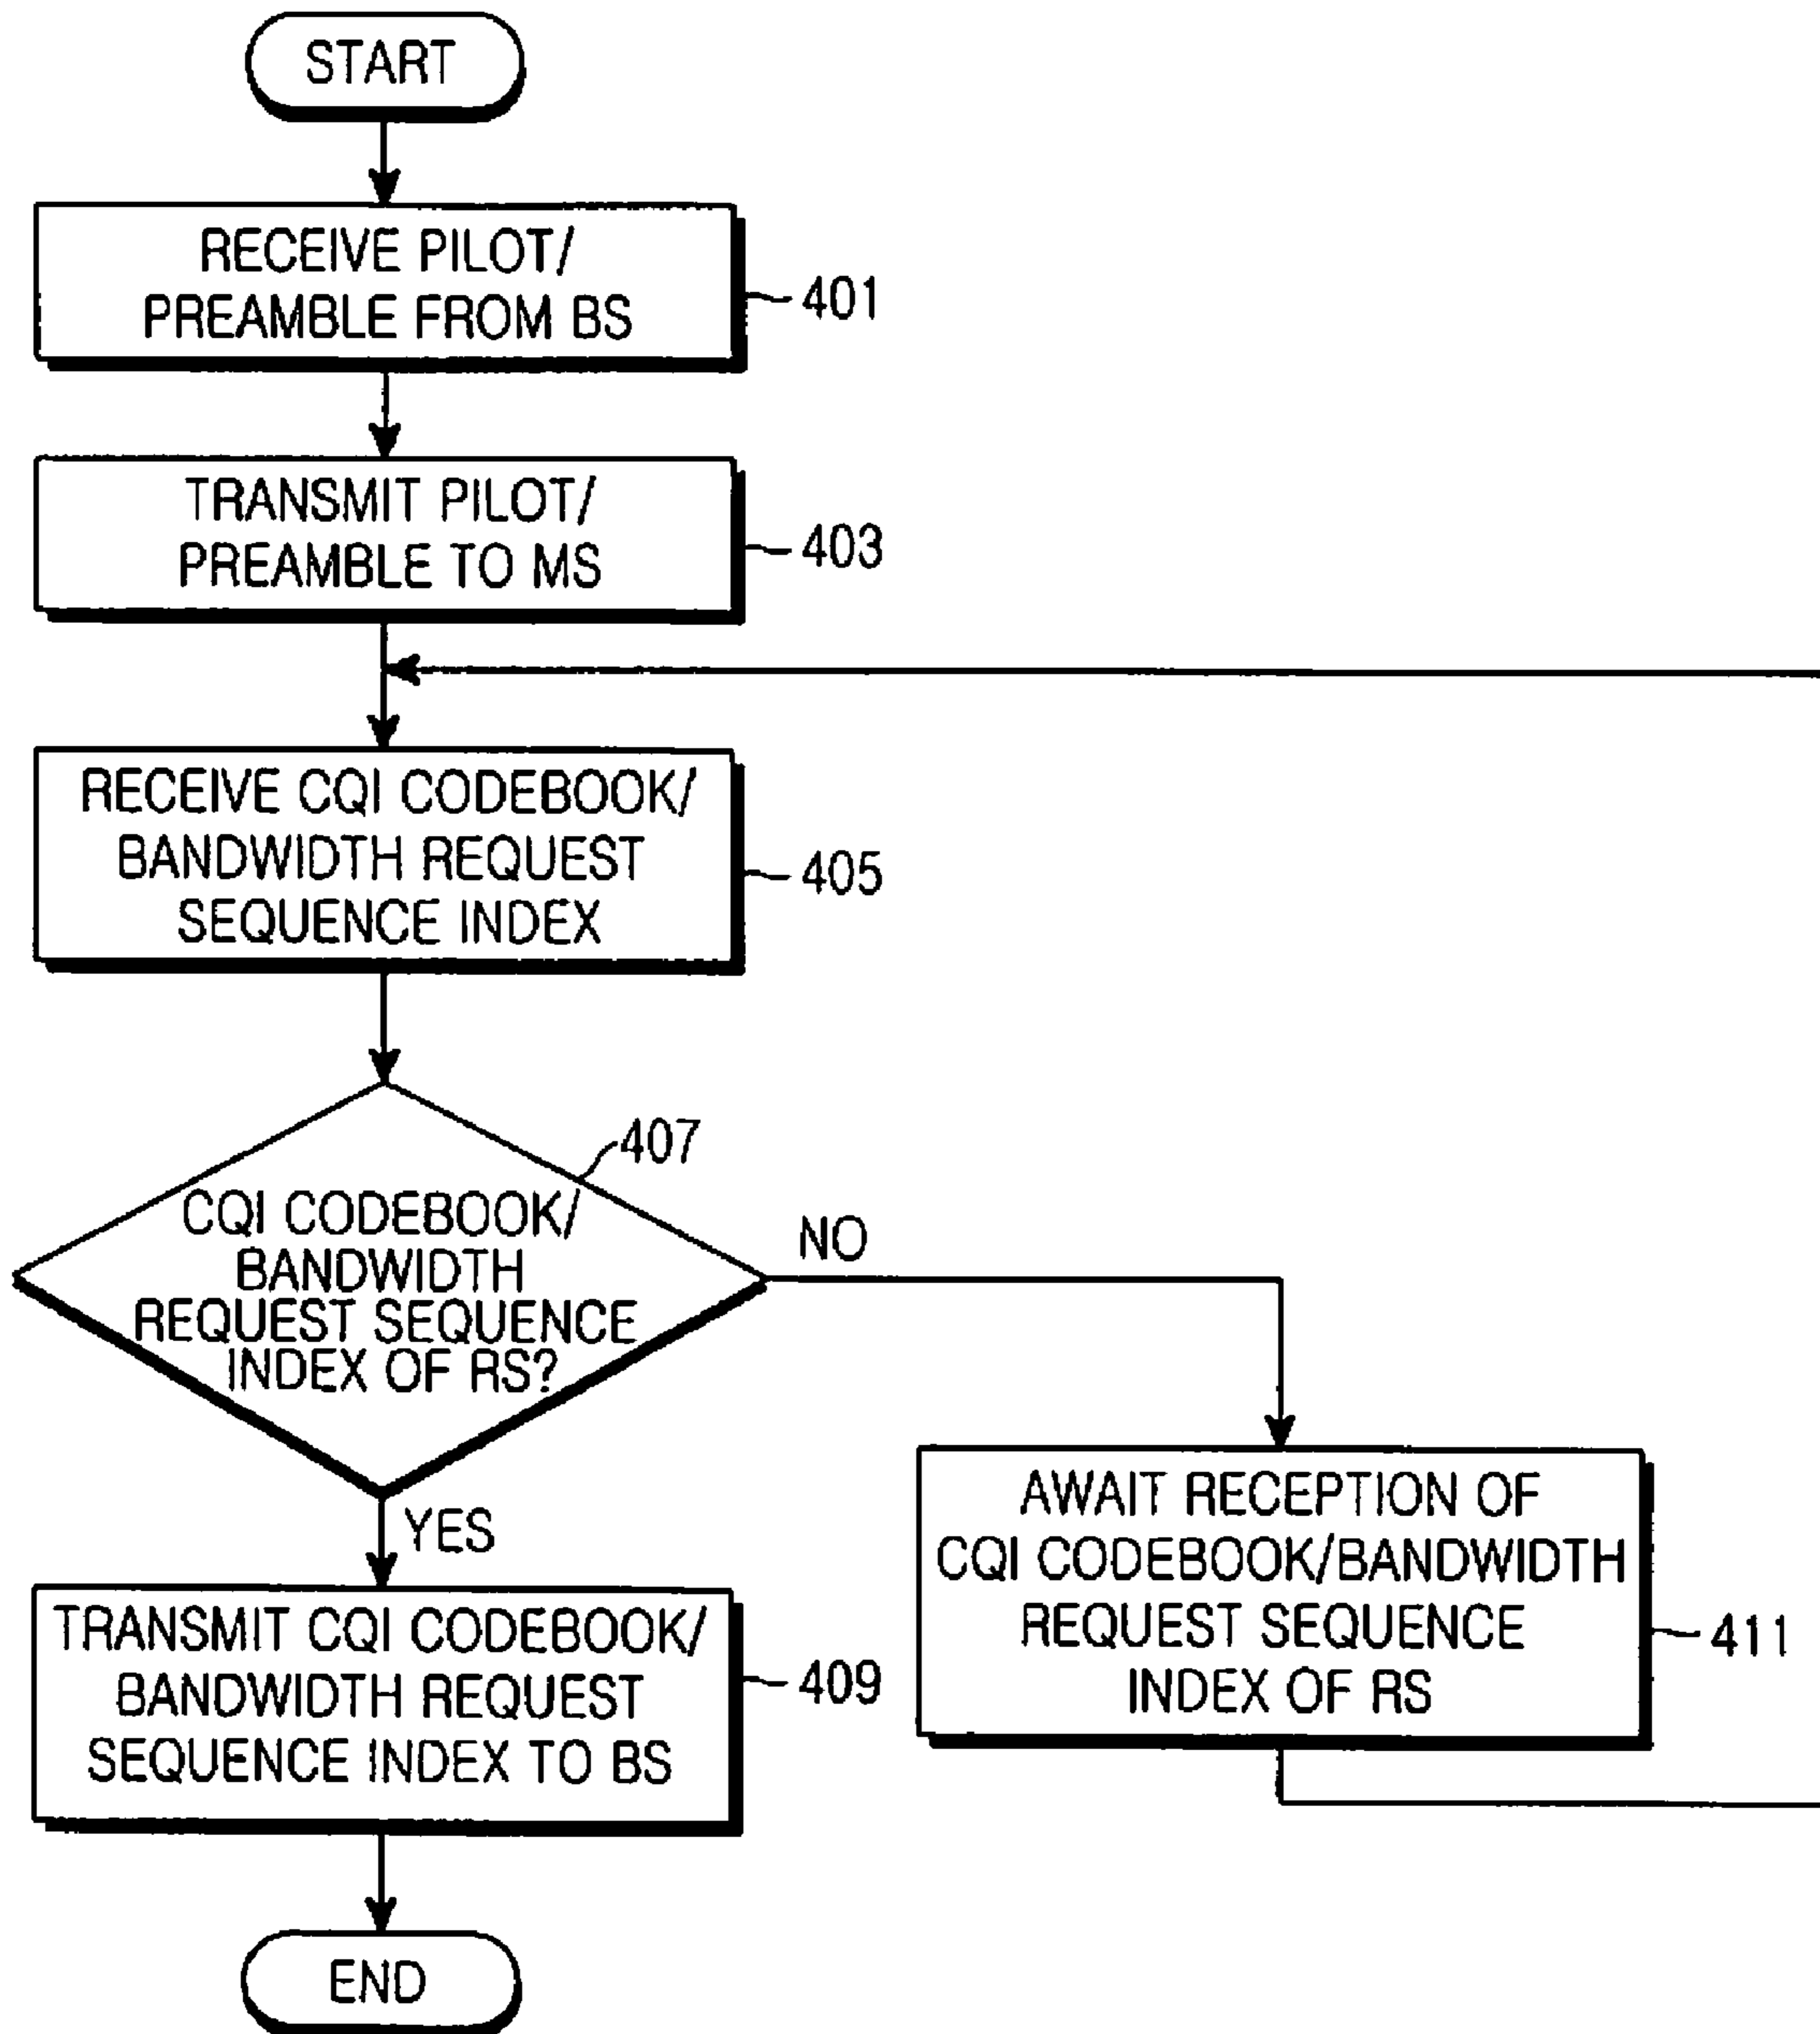 START
RECEIVE PILOT/
PREAMBLE FROM BS
401
TRANSMIT PILOT/
PREAMBLE TO MS
403
RECEIVE CQI CODEBOOK/
BANDWIDTH REQUEST
SEQUENCE INDEX
405
407
CQI CODEBOOK/
BANDWIDTH
REQUEST SEQUENCE
INDEX OF RS?
NO
YES
AWAIT RECEPTION OF
CQI CODEBOOK/BANDWIDTH
REQUEST SEQUENCE
INDEX OF RS
411
TRANSMIT CQI CODEBOOK/
BANDWIDTH REQUEST
SEQUENCE INDEX TO BS
409
END